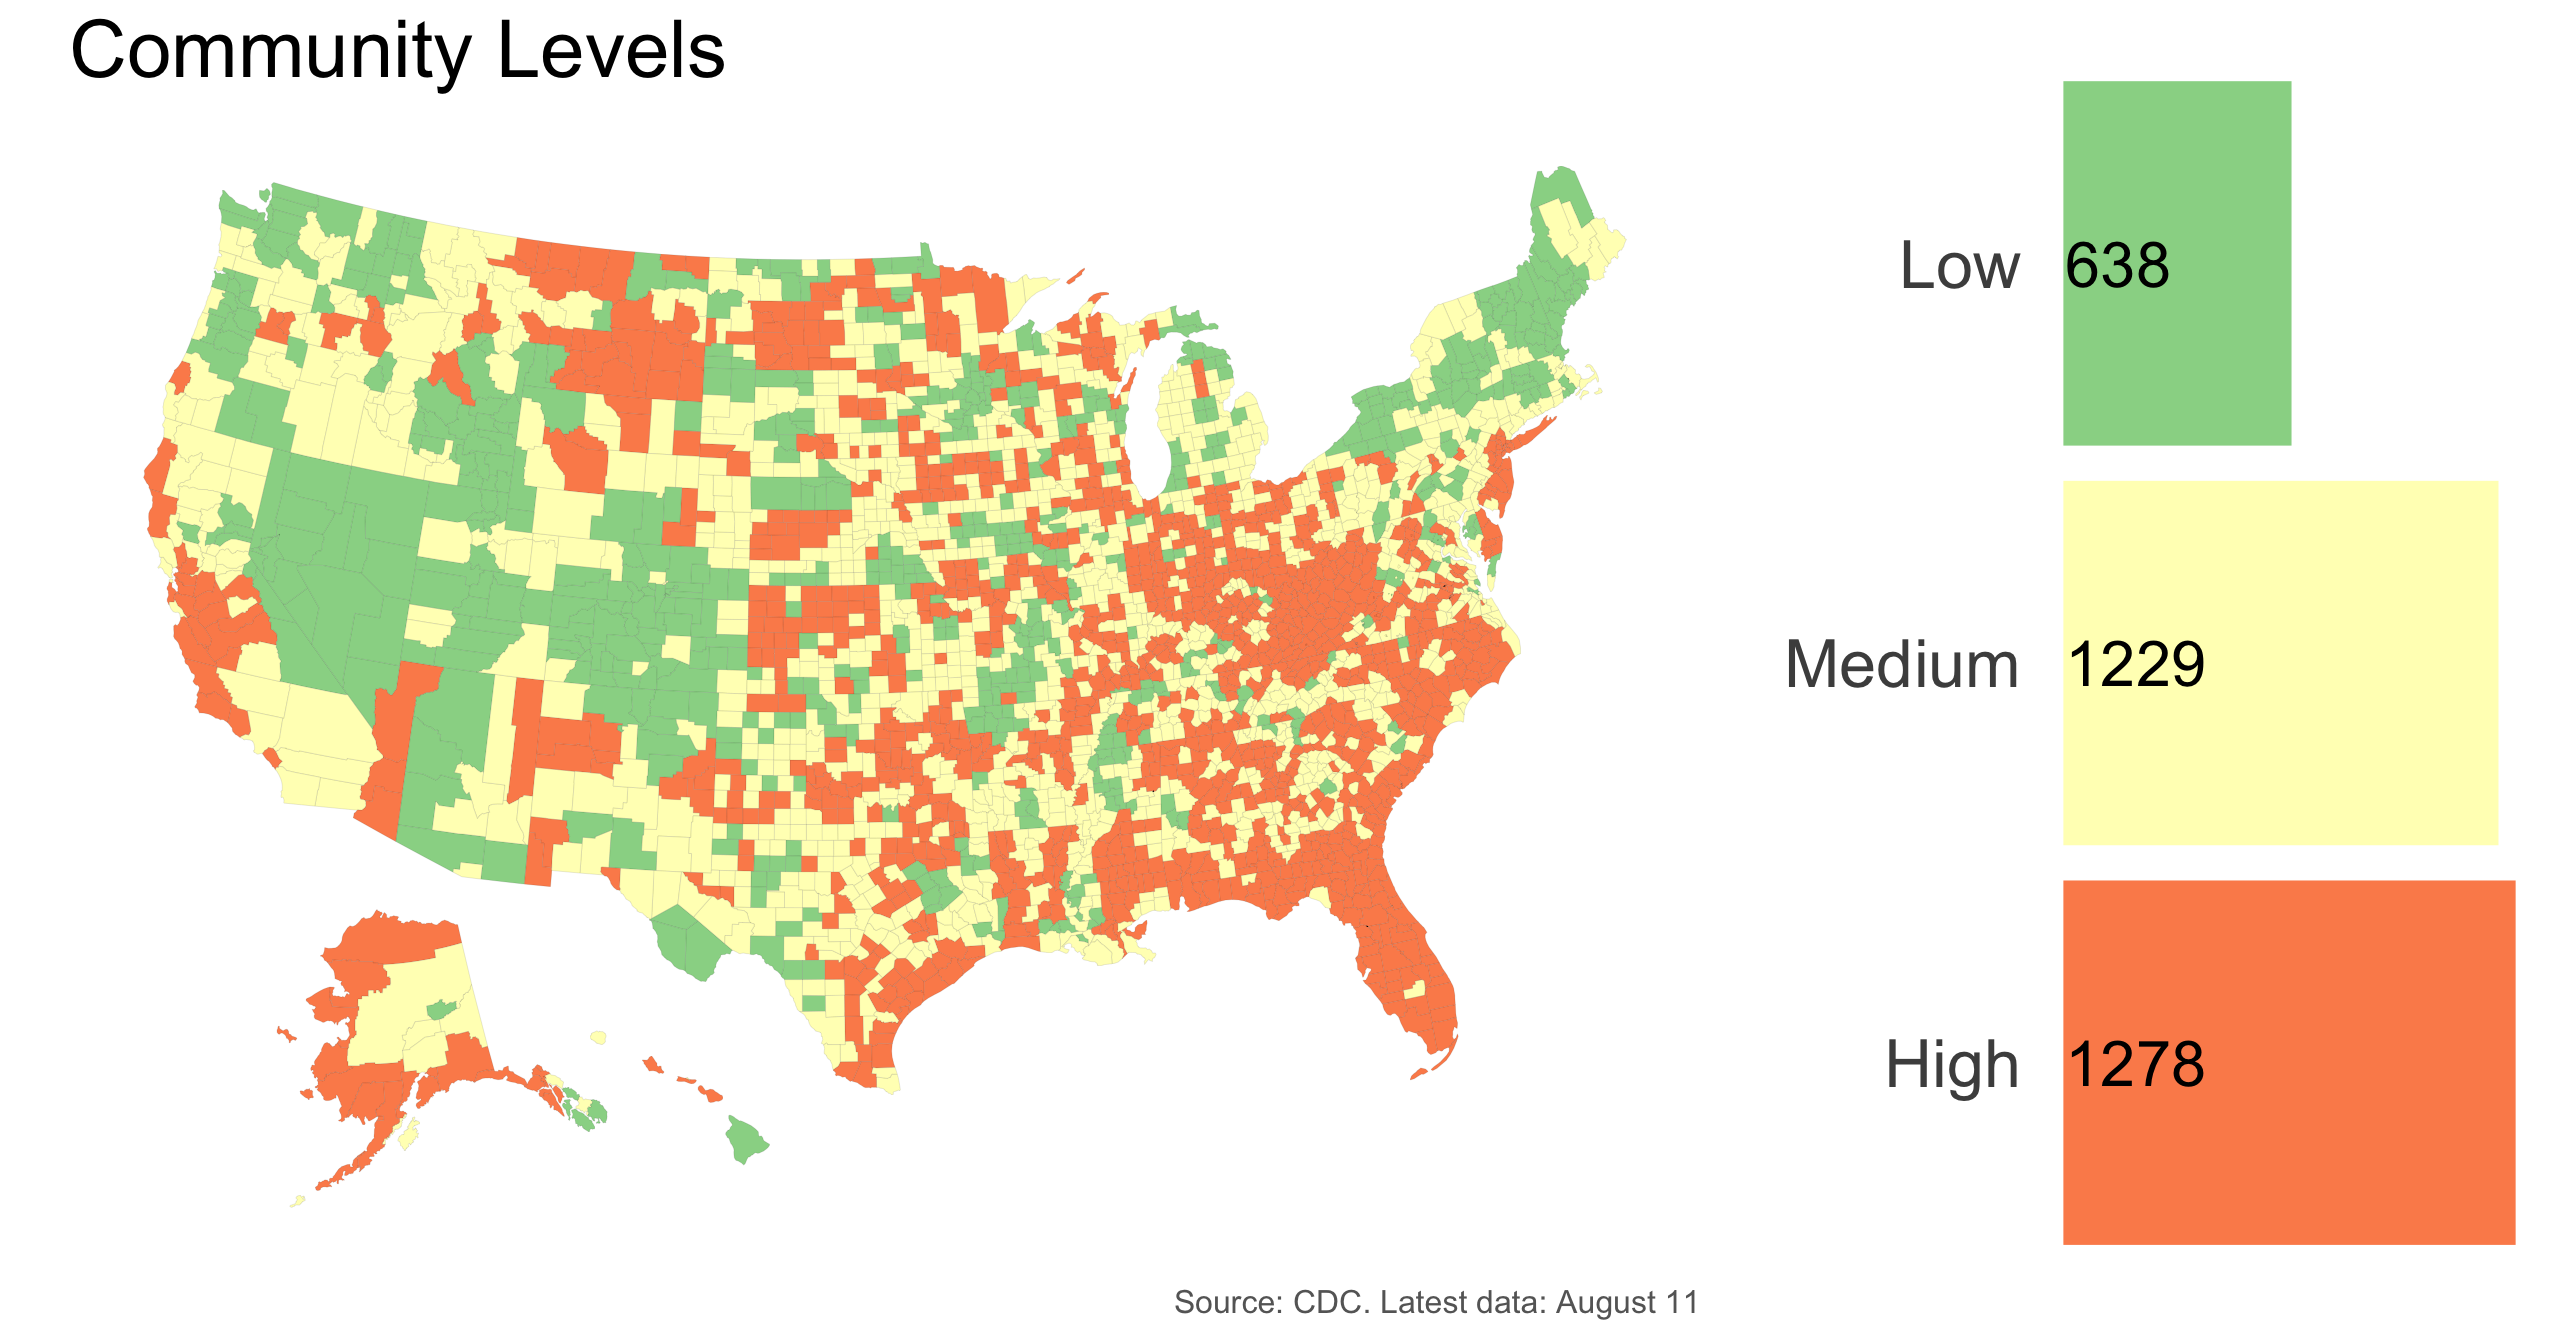 Community Levels
Low
638
Medium
1229
High
1278
Source: CDC. Latest data: August 11